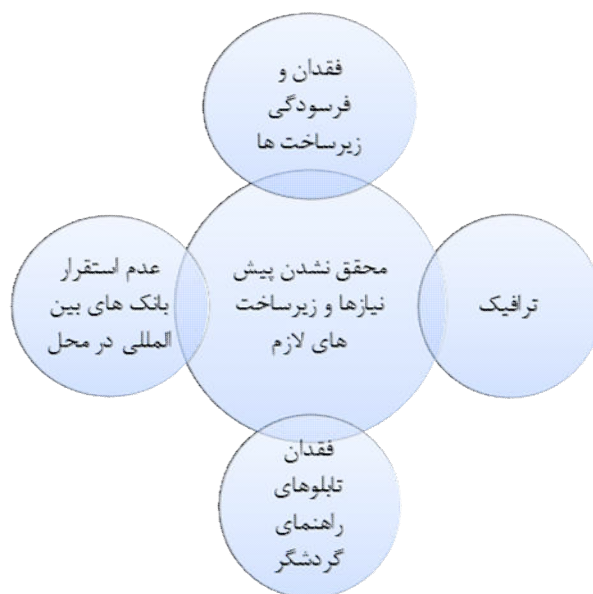 فقدان و
فرسودگی
زیرساخت ها
محقق نشدن پیش
نیازها و زیرساخت
های لازم
ترافیک
عدم استقرار
بانک های بین
المللی در محل
فقدان
تابلوهای
راهنمای
گردشگر